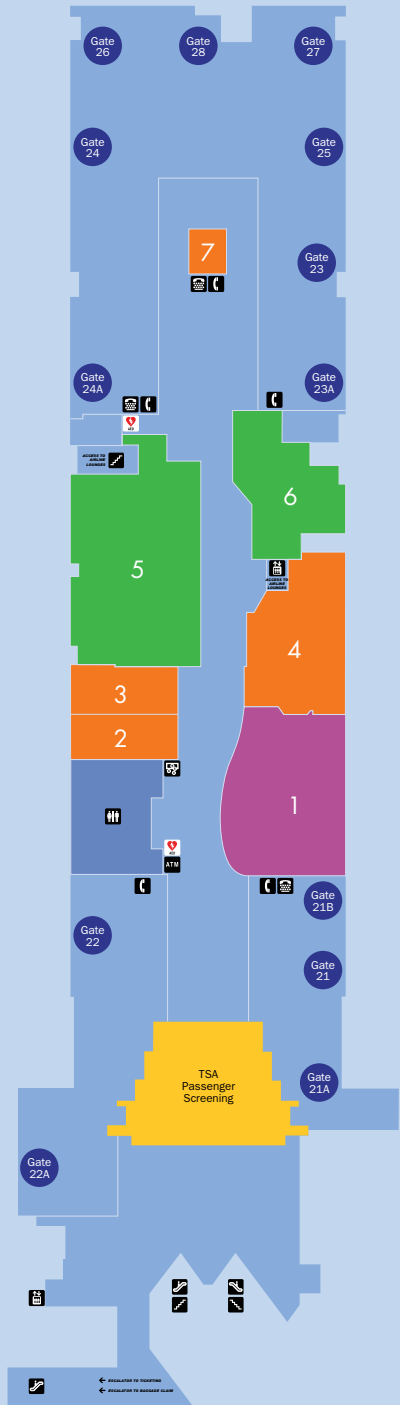 Gate
26
Gate
28
Gate
27
Gate
24
Gate
25
7
Gate
23
Gate
24A
Gate
23A
AED
ACCESS TO
AIRLINE
LOUNGES
6
5
ACCESS TO
AIRLINE
LOUNGES
4
3
2
1
AED
ATM
Gate
21B
Gate
22
Gate
21
TSA
Passenger
Screening
Gate
21A
Gate
22A
← ESCALATOR TO TICKETING
← ESCALATOR TO BAGGAGE CLAIM